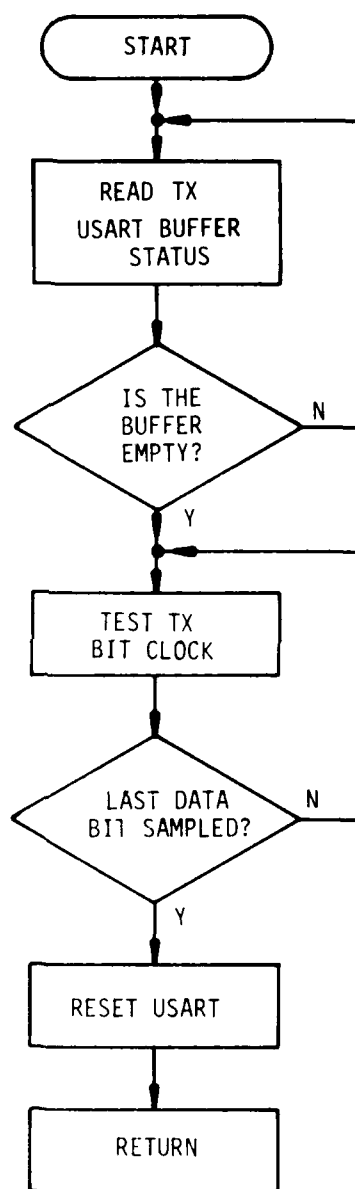 START
READ TX
USART BUFFER
STATUS
IS THE
BUFFER
EMPTY?
N
Y
TEST TX
BIT CLOCK
LAST DATA
BIT SAMPLED?
N
Y
RESET USART
RETURN